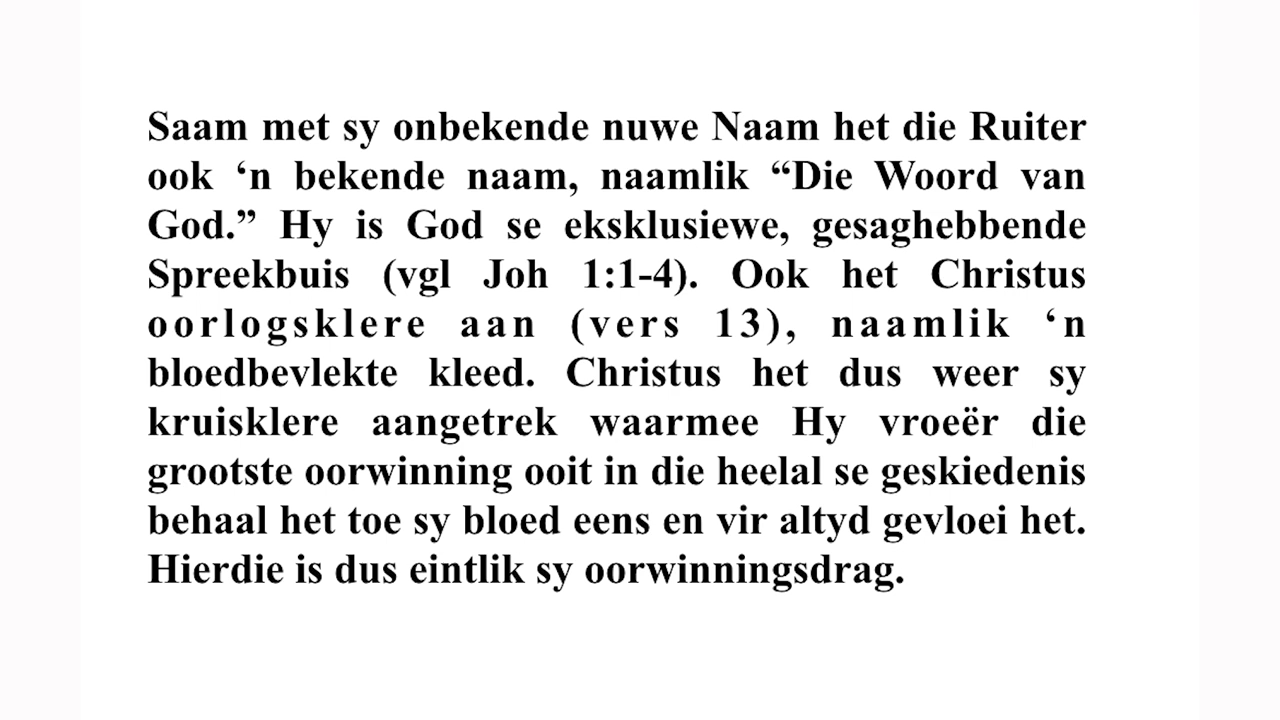 Saam met sy onbekende nuwe Naam het die Ruiter
ook ‘n bekende naam, naamlik “Die Woord van
God.” Hy is God se eksklusiewe, gesaghebbende
Spreekbuis (vgl Joh 1:1-4). Ook het Christus
oorlogsklere aan (vers 13), naamlik ‘n
bloedbevlekte kleed. Christus het dus weer sy
kruisklere aangetrek waarmee Hy vroeër die
grootste oorwinning ooit in die heelal se geskiedenis
behaal het toe sy bloed eens en vir altyd gevloei het.
Hierdie is dus eintlik sy oorwinningsdrag.